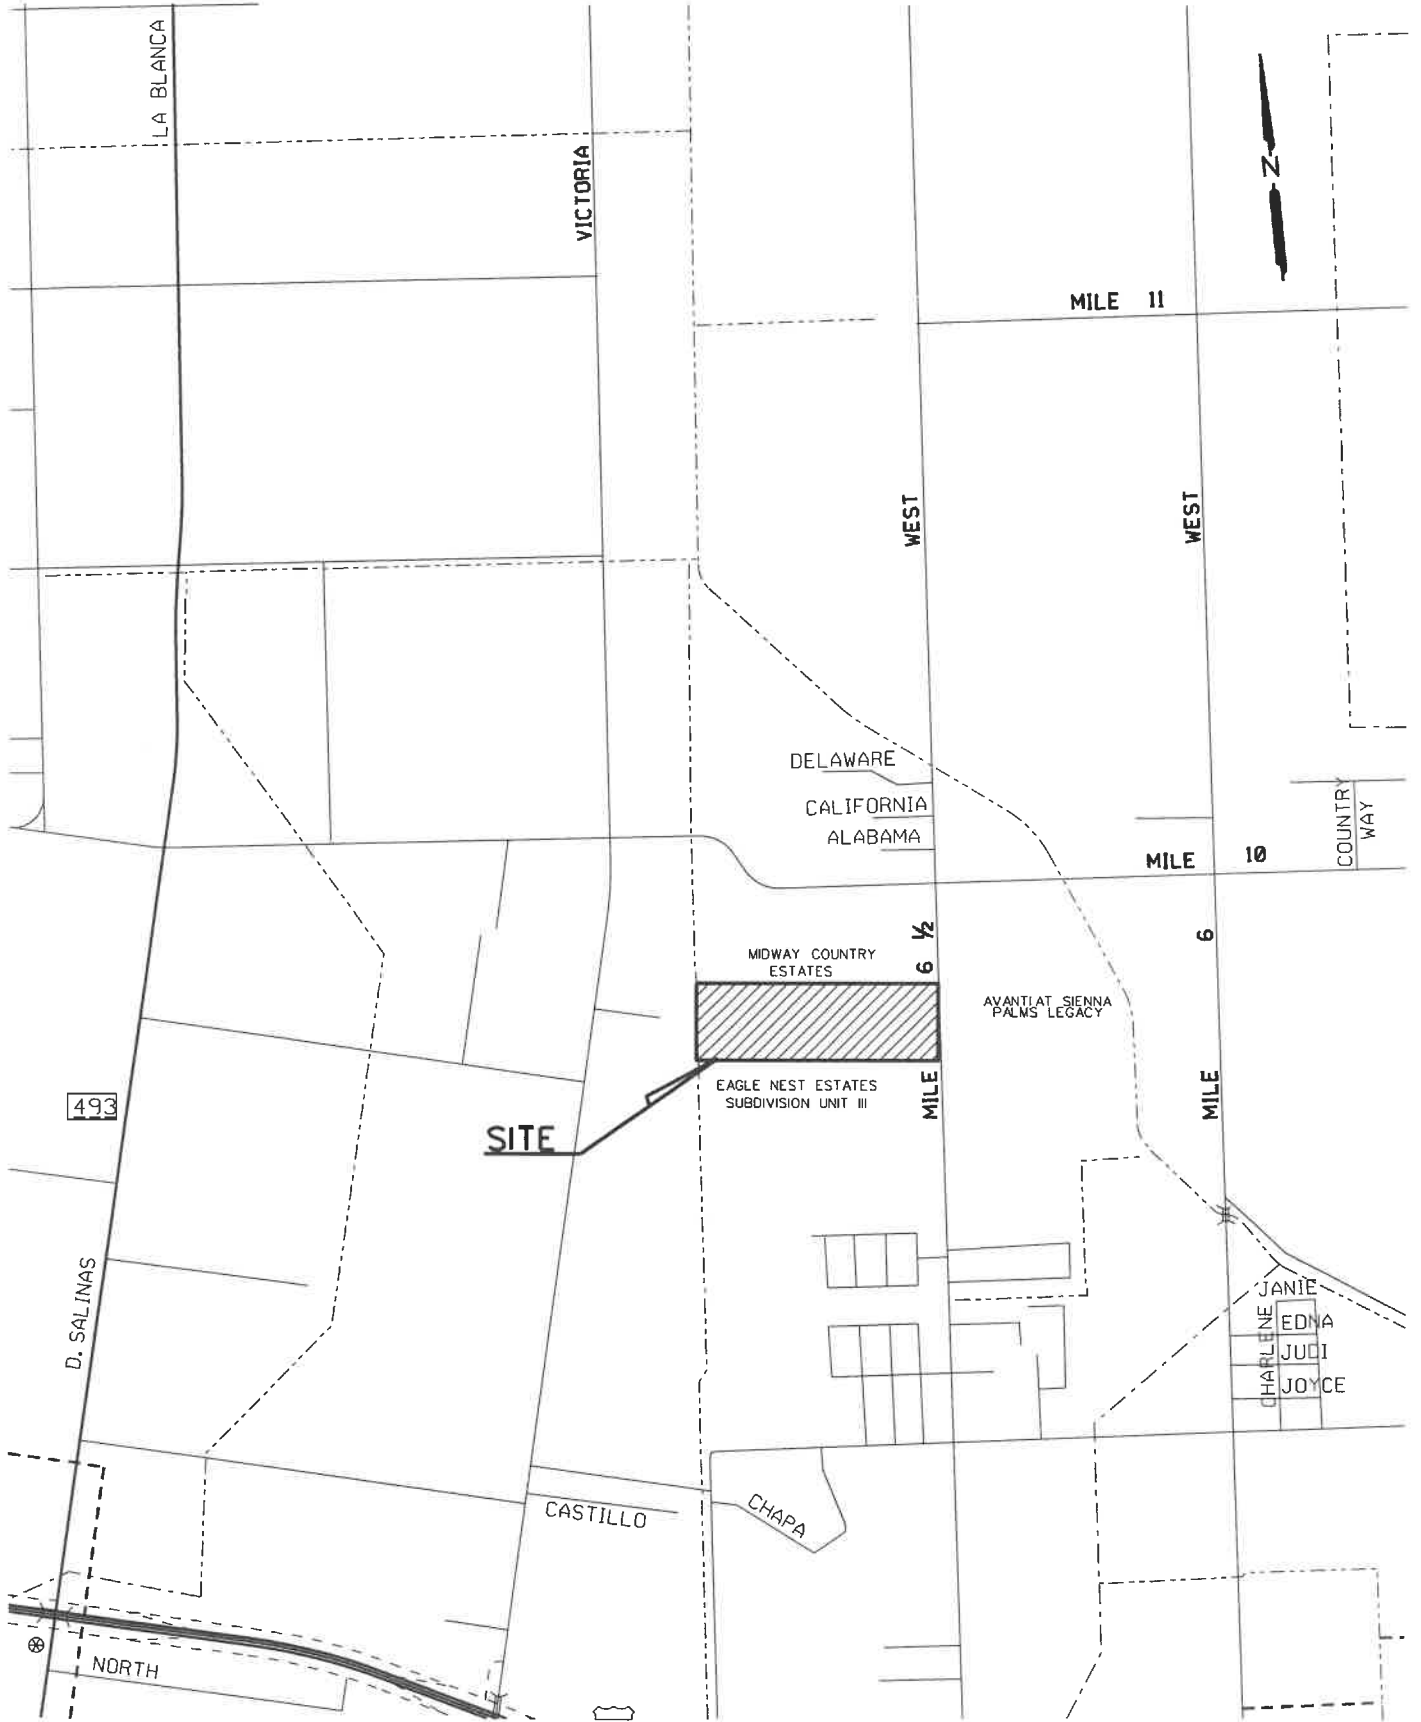 LA BLANCA
VICTORIA
N
MILE 11
WEST
WEST
DELAWARE
CALIFORNIA
ALABAMA
COUNTRY
WAY
MILE 10
6 ½
6
MIDWAY COUNTRY
ESTATES
AVANTI AT SIENNA
PALMS LEGACY
EAGLE NEST ESTATES
SUBDIVISION UNIT III
MILE
MILE
493
SITE
D. SALINAS
JANIE
CHARLENE
EDNA
JUDI
JOYCE
CASTILLO
CHAPA
NORTH